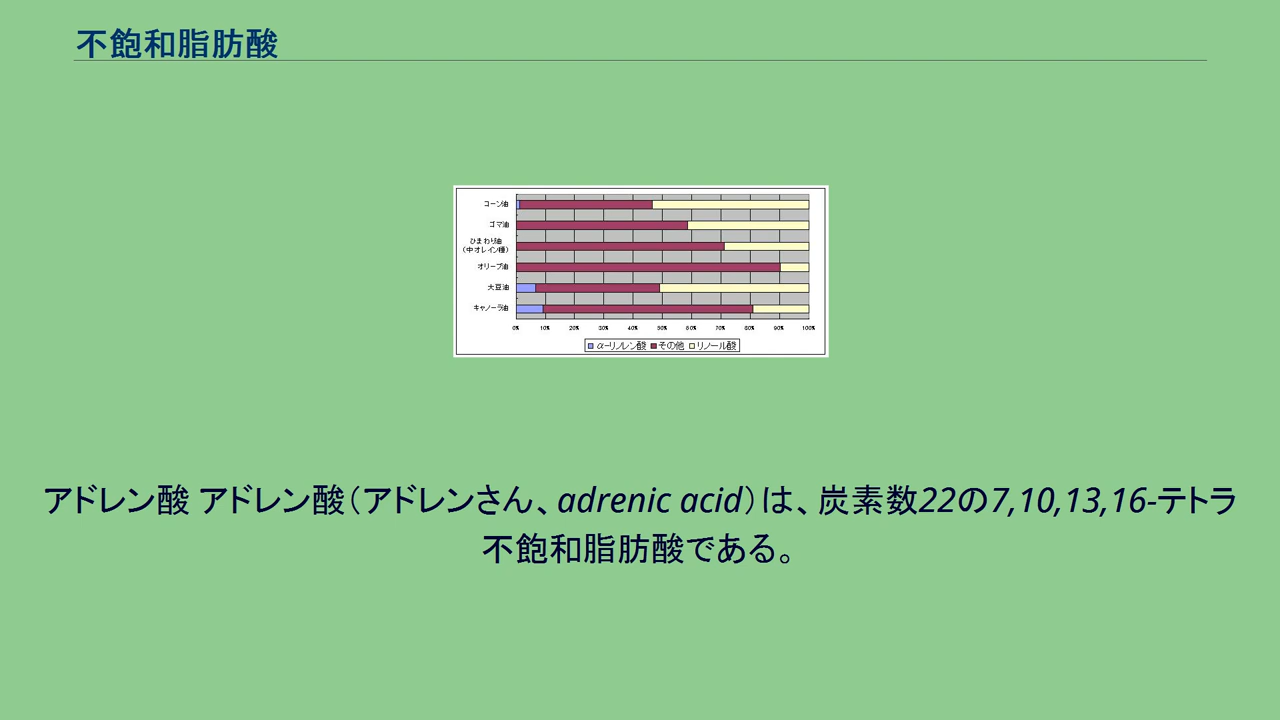 不飽和脂肪酸
コーン油
ゴマ油
ひまわり油
(中オレイン種)
オリーブ油
大豆油
キャノーラ油
0% 10% 20% 30% 40% 50% 60% 70% 80% 90% 100%
α-リノレン酸 その他 リノール酸
アドレン酸 アドレン酸（アドレンさん、adrenic acid）は、炭素数22の7,10,13,16-テトラ
不飽和脂肪酸である。